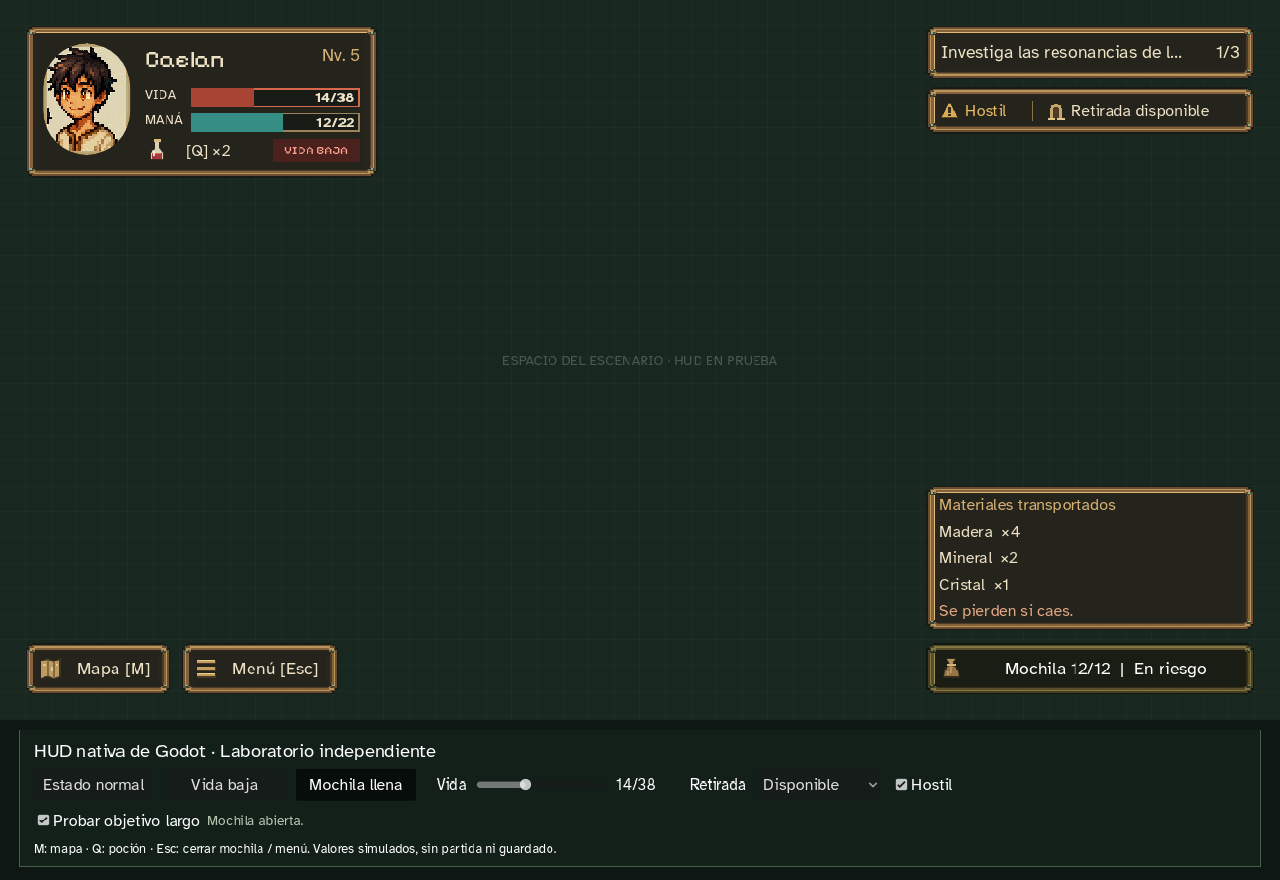 Caelan
Nv. 5
VIDA
14/38
MANÁ
12/22
[Q] ×2
VIDA BAJA
Investiga las resonancias de l...
1/3
Hostil
Retirada disponible
ESPACIO DEL ESCENARIO · HUD EN PRUEBA
Materiales transportados
Madera ×4
Mineral ×2
Cristal ×1
Se pierden si caes.
Mapa [M]
Menú [Esc]
Mochila 12/12 | En riesgo
HUD nativa de Godot · Laboratorio independiente
Estado normal
Vida baja
Mochila llena
Vida
14/38
Retirada
Disponible
Hostil
Probar objetivo largo
Mochila abierta.
M: mapa · Q: poción · Esc: cerrar mochila / menú. Valores simulados, sin partida ni guardado.